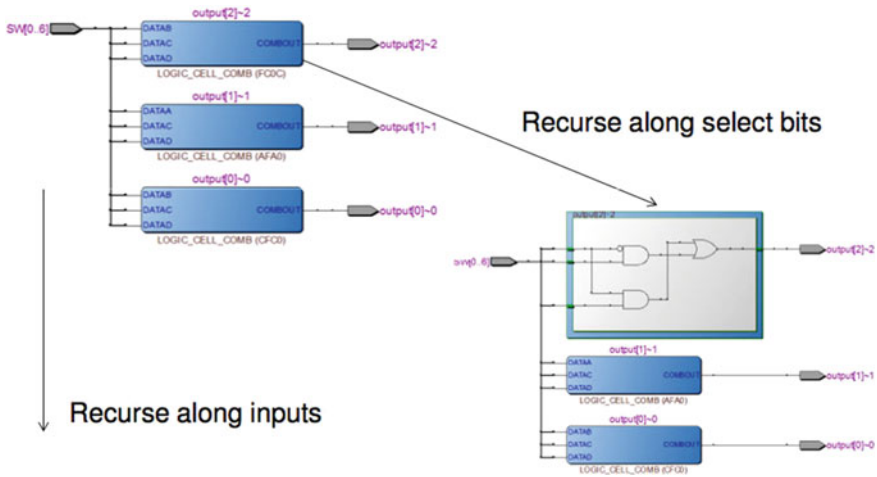 output[2]~2
SW[0..6]
DATAB
DATAC
DATAD
COMBOUT
output[2]~2
LOGIC_CELL_COMB (FC0C)
output[1]~1
DATAA
DATAC
DATAD
COMBOUT
output[1]~1
LOGIC_CELL_COMB (AFA0)
output[0]~0
DATAB
DATAC
DATAD
COMBOUT
output[0]~0
LOGIC_CELL_COMB (CFC0)
Recurse along select bits
Recurse along inputs
output[2]~2
SW[0..6]
output[2]~2
output[1]~1
DATAA
DATAC
DATAD
COMBOUT
output[1]~1
LOGIC_CELL_COMB (AFA0)
output[0]~0
DATAB
DATAC
DATAD
COMBOUT
output[0]~0
LOGIC_CELL_COMB (CFC0)